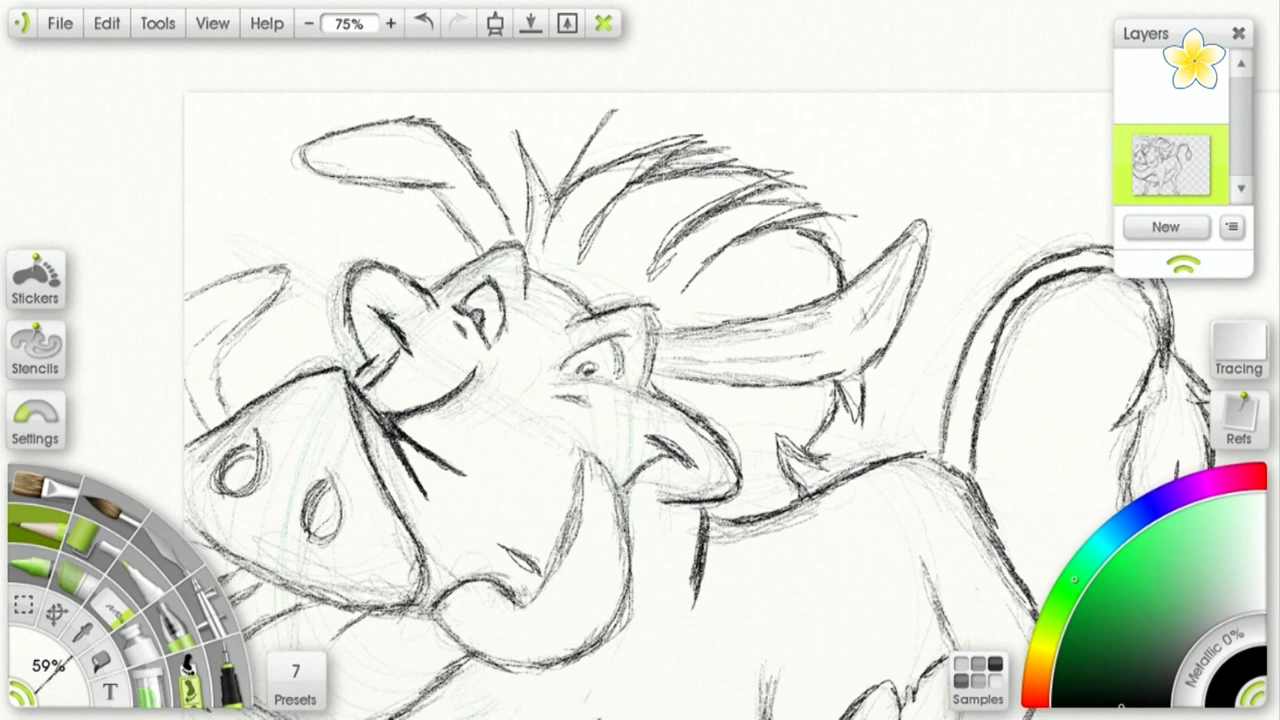 File Edit Tools View Help − 75% +
Layers
New
Stickers
Stencils
Settings
Tracing
Refs
59%
T
7
Presets
Samples
Metallic 0%